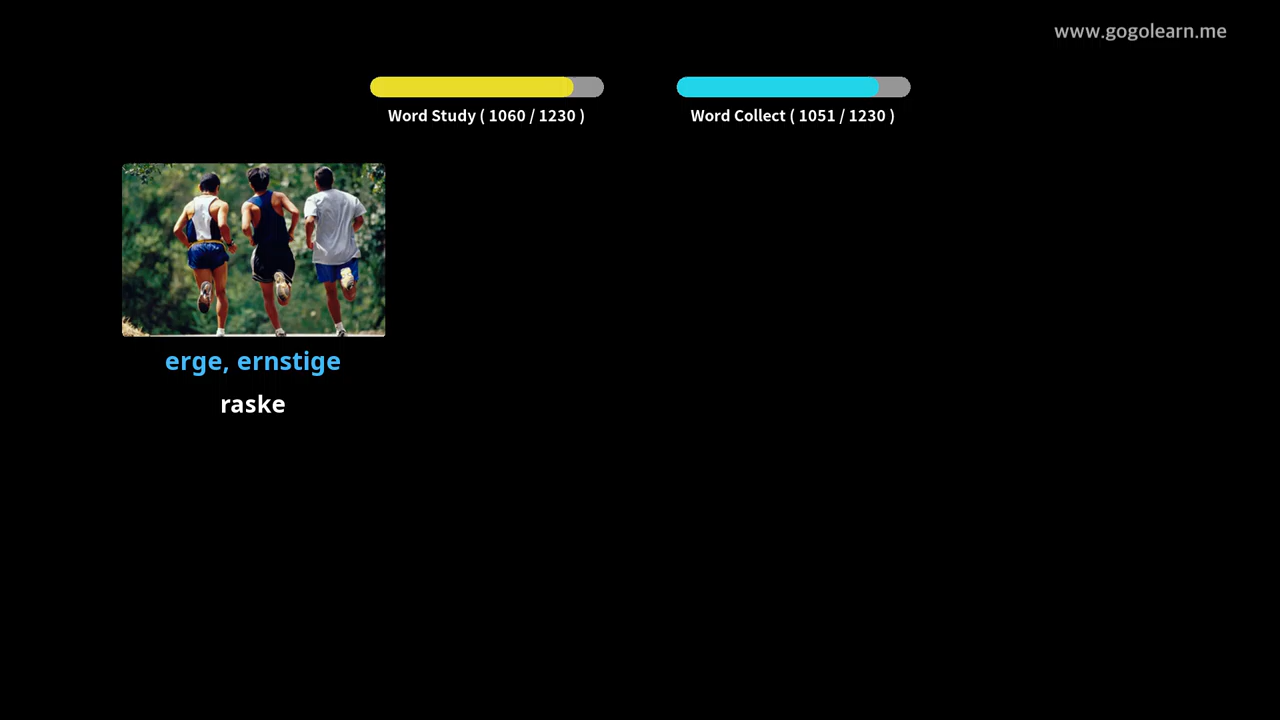 www.gogolearn.me
Word Study ( 1060 / 1230 )
Word Collect ( 1051 / 1230 )
erge, ernstige
raske